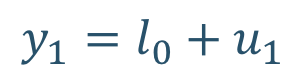 y₁ = l₀ + u₁